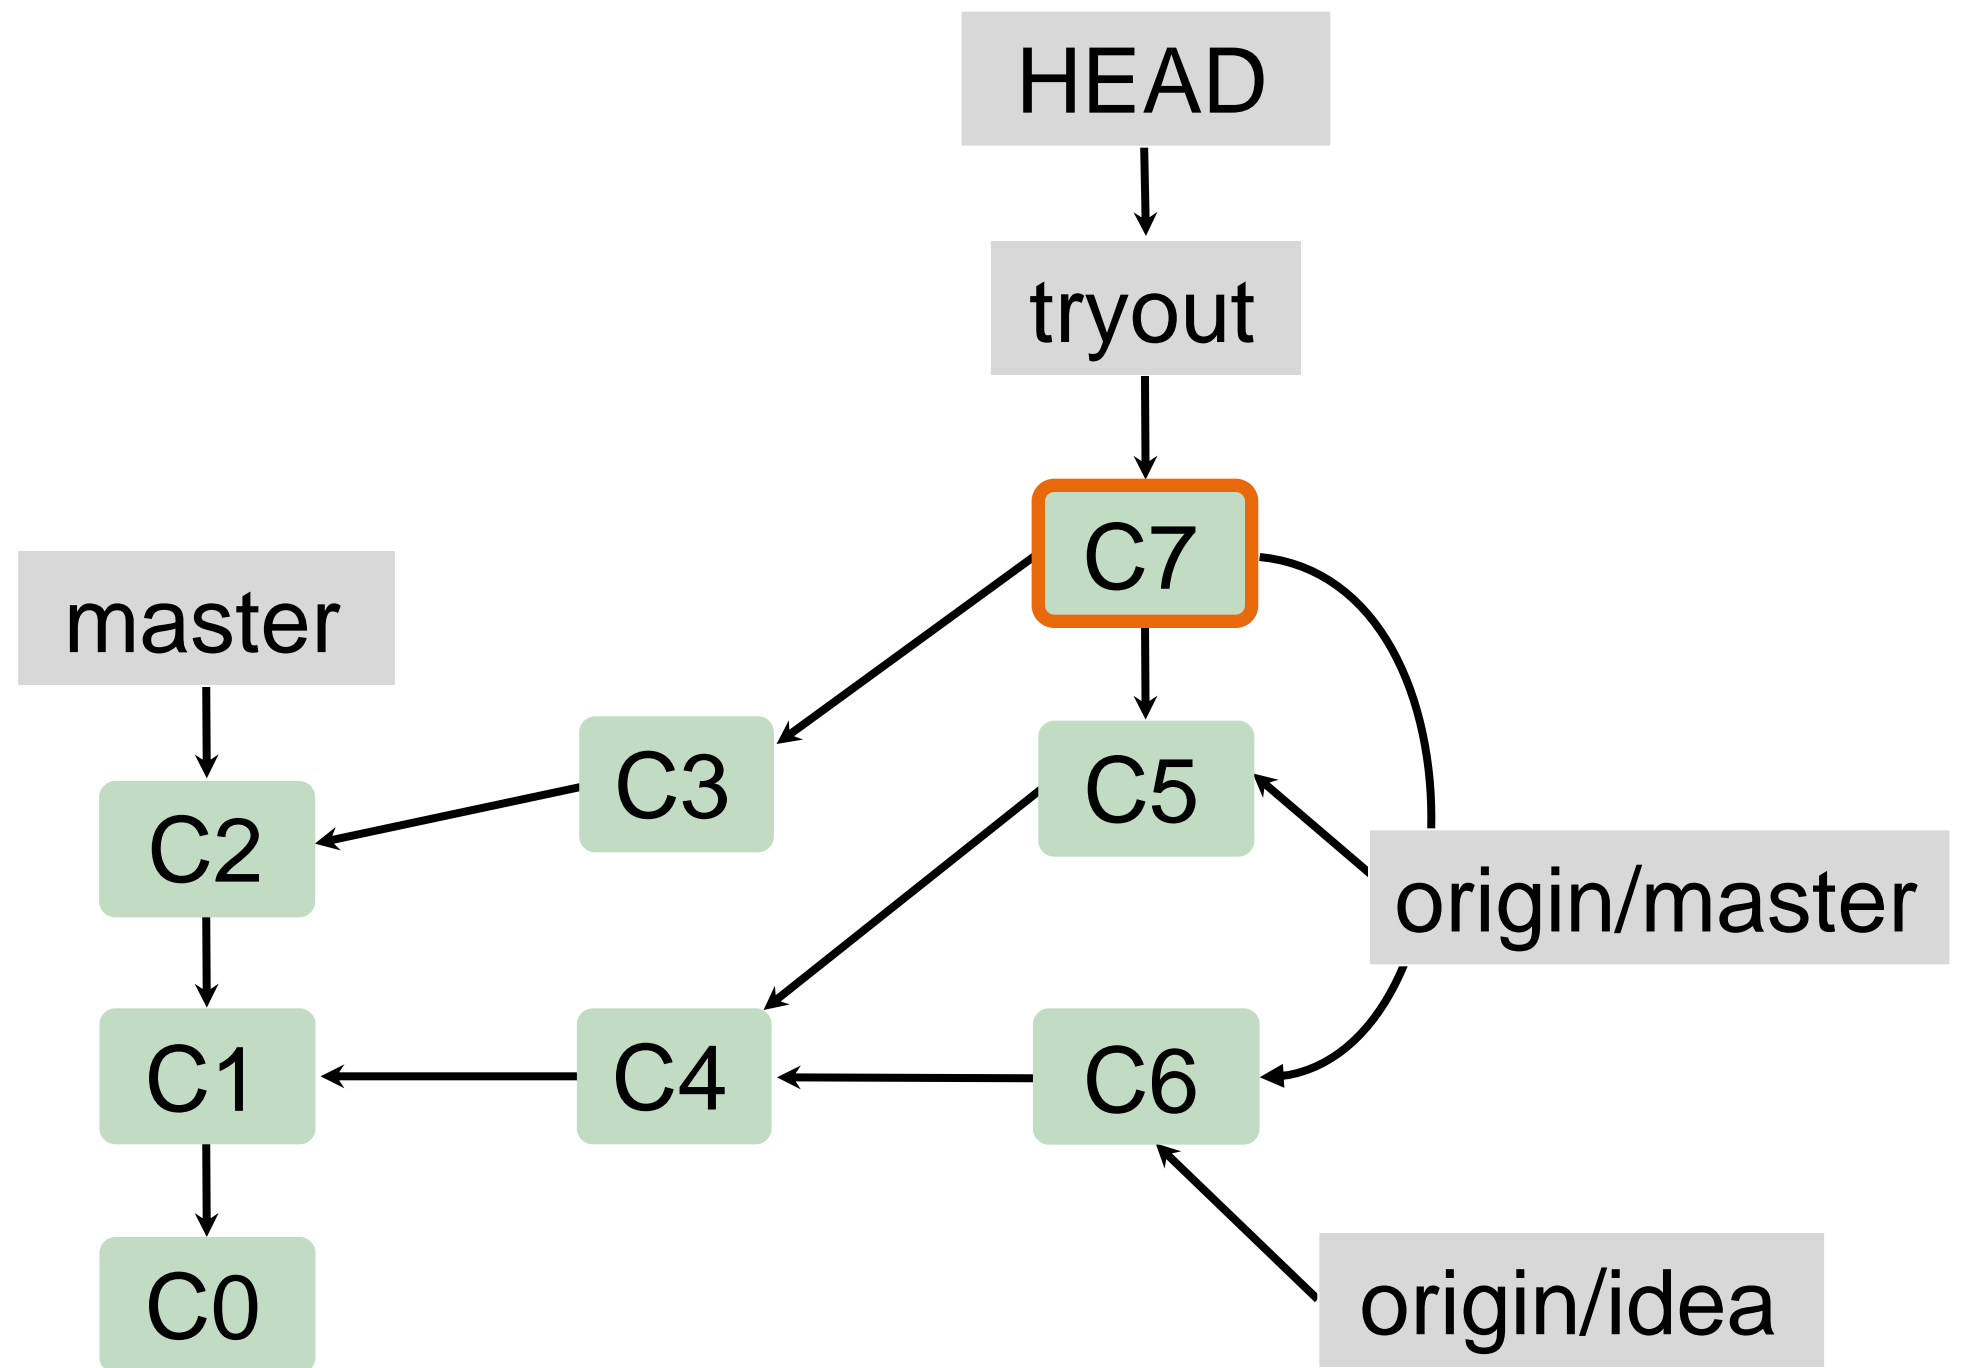 HEAD
tryout
C7
master
C3
C5
C2
origin/master
C1
C4
C6
C0
origin/idea